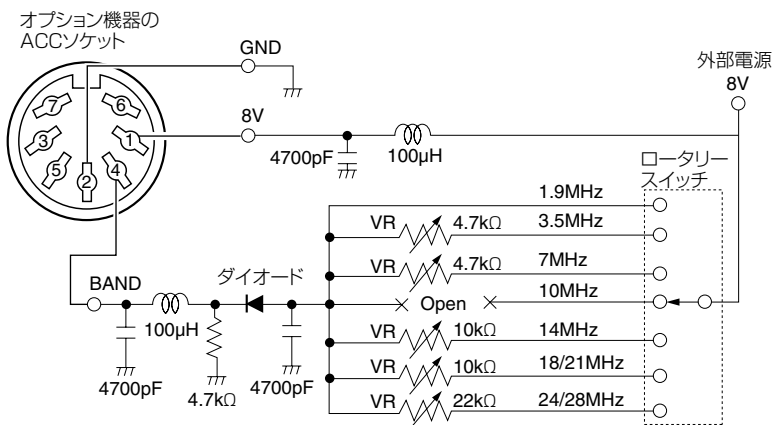 オプション機器の
ACCソケット
GND
外部電源
8V
8V
7
6
3
1
5
2
4
4700pF
100μH
ロータリー
スイッチ
1.9MHz
VR 4.7kΩ 3.5MHz
VR 4.7kΩ 7MHz
BAND
ダイオード
Open 10MHz
100μH
VR 10kΩ 14MHz
VR 10kΩ 18/21MHz
VR 22kΩ 24/28MHz
4700pF
4.7kΩ
4700pF